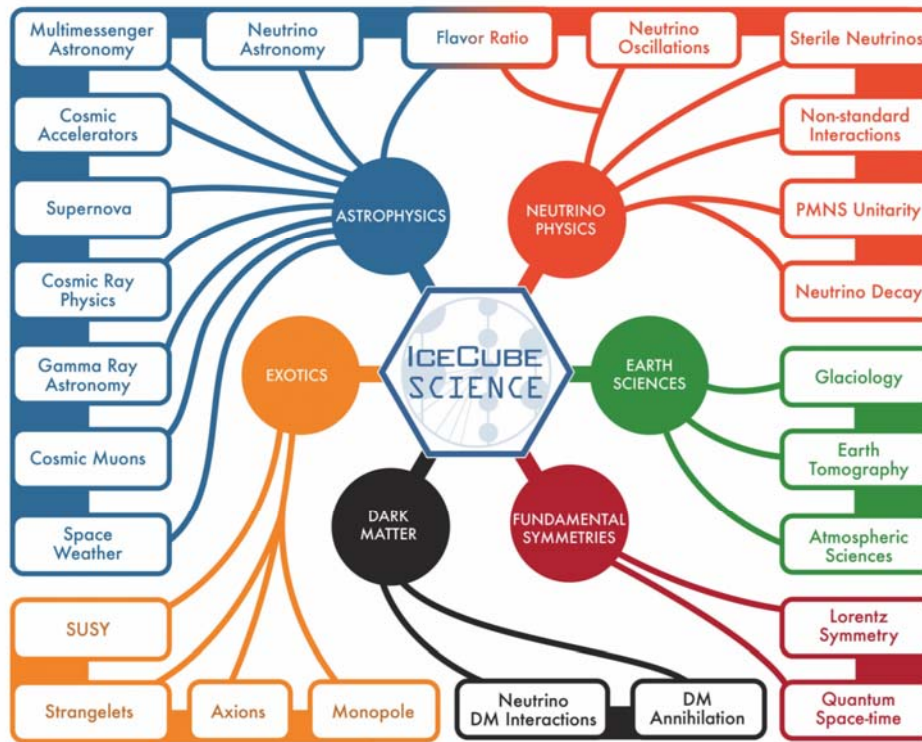 Multimessenger
Astronomy
Neutrino
Astronomy
Flavor Ratio
Neutrino
Oscillations
Sterile Neutrinos
Cosmic
Accelerators
Non-standard
Interactions
Supernova
ASTROPHYSICS
NEUTRINO
PHYSICS
PMNS Unitarity
Cosmic Ray
Physics
Neutrino Decay
Gamma Ray
Astronomy
EXOTICS
ICECUBE
SCIENCE
EARTH
SCIENCES
Glaciology
Cosmic Muons
Earth
Tomography
Space
Weather
DARK
MATTER
FUNDAMENTAL
SYMMETRIES
Atmospheric
Sciences
SUSY
Lorentz
Symmetry
Strangelets
Axions
Monopole
Neutrino
DM Interactions
DM
Annihilation
Quantum
Space-time